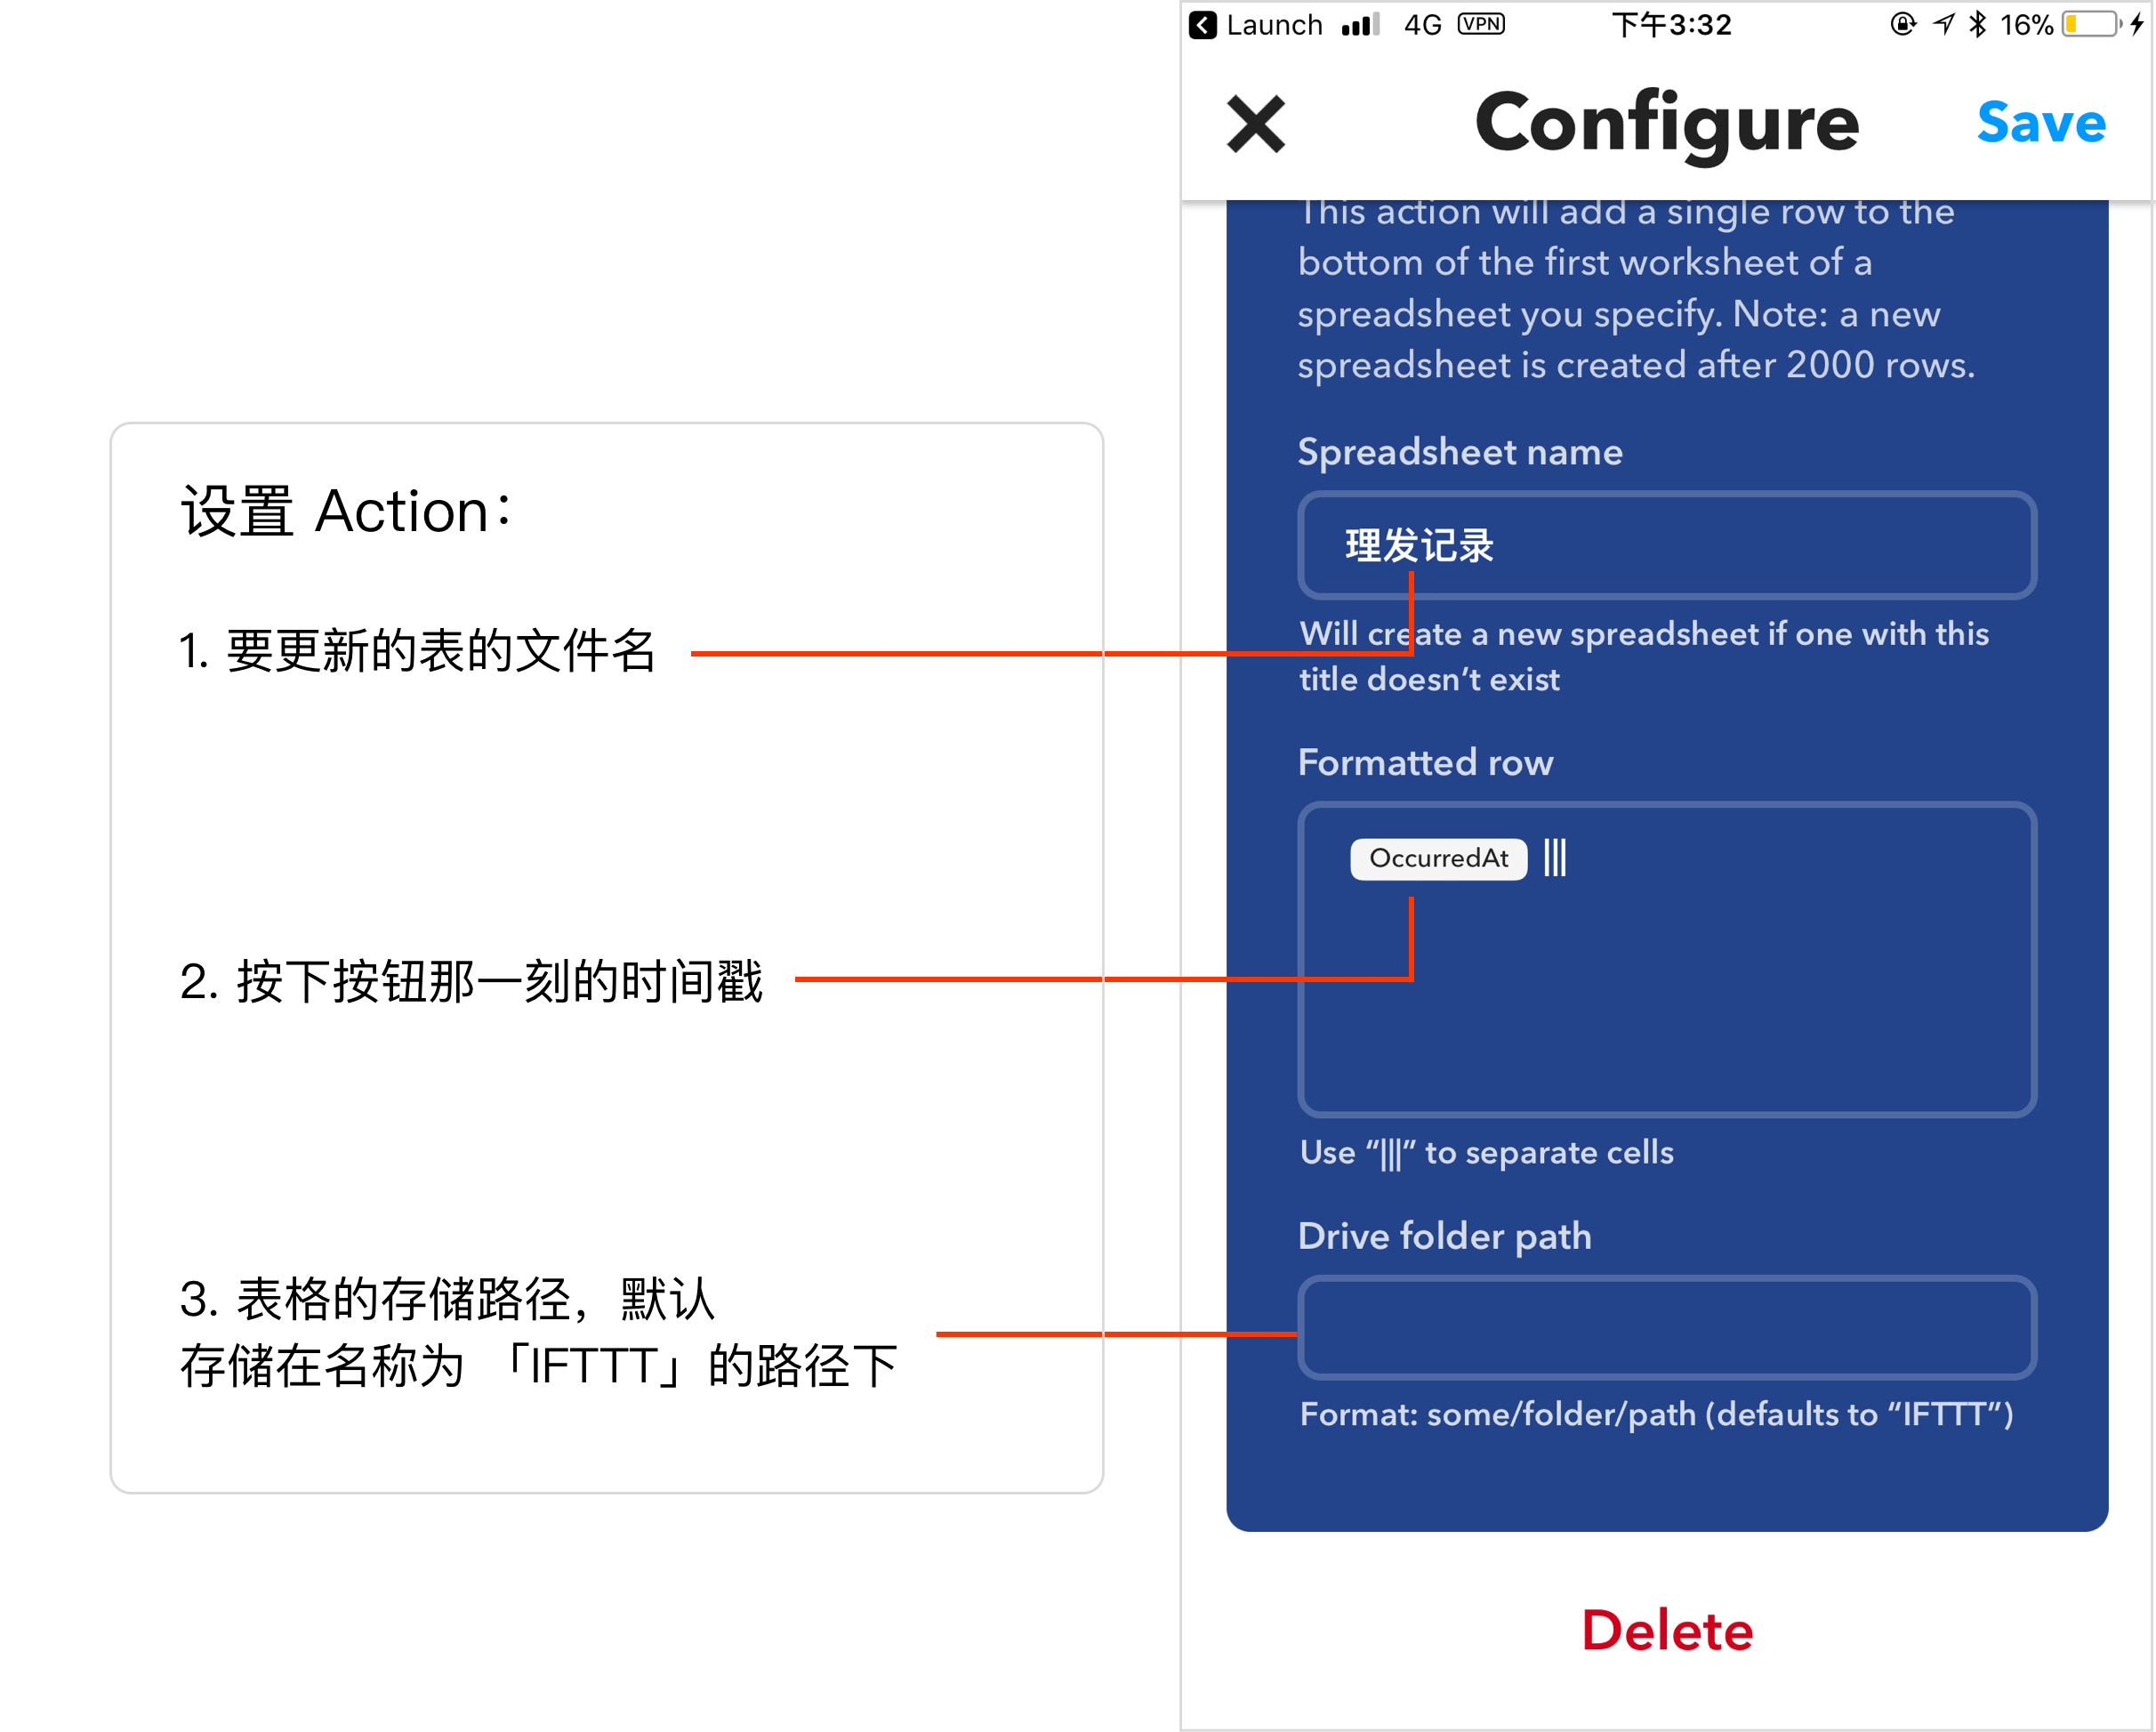 设置 Action：
1. 要更新的表的文件名
2. 按下按钮那一刻的时间戳
3. 表格的存诸路径，默认
存储在名称为 「IFTTT」的路径下
Launch 4G VPN 下午3:32 16%
Configure Save
This action will add a single row to the
bottom of the first worksheet of a
spreadsheet you specify. Note: a new
spreadsheet is created after 2000 rows.
Spreadsheet name
理发记录
Will create a new spreadsheet if one with this
title doesn’t exist
Formatted row
OccurredAt |||
Use “|||” to separate cells
Drive folder path
Format: some/folder/path (defaults to “IFTTT”)
Delete